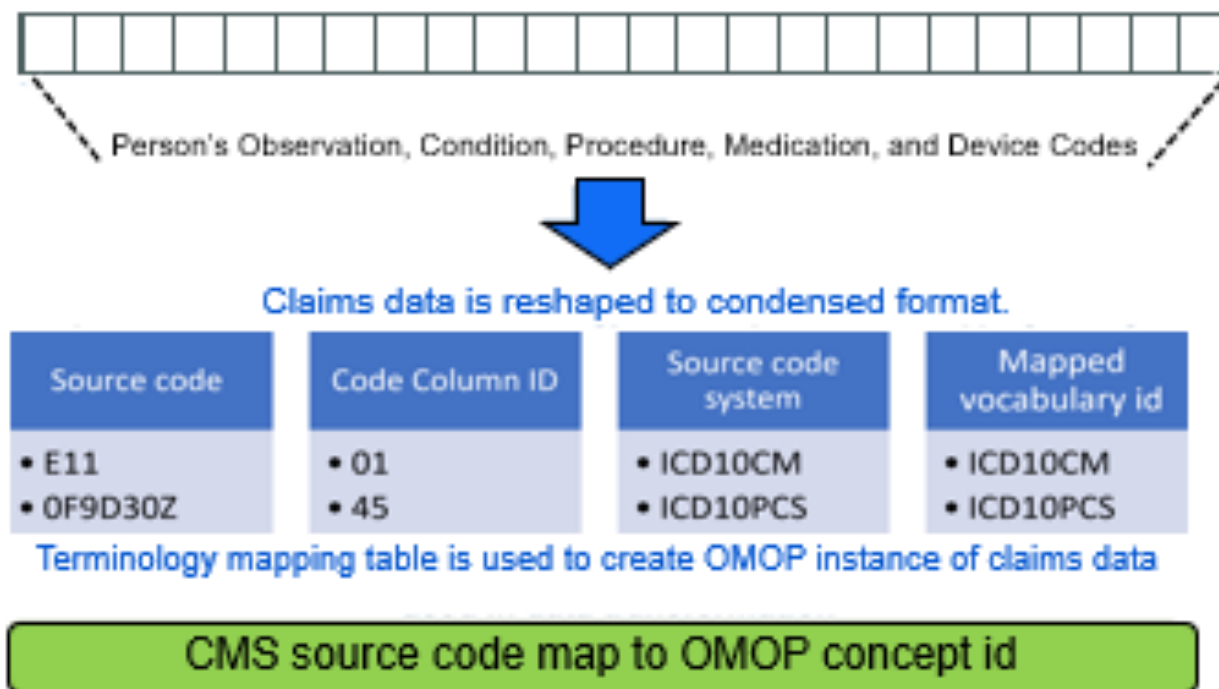 Person's Observation, Condition, Procedure, Medication, and Device Codes
Claims data is reshaped to condensed format.
Source code
Code Column ID
Source code
system
Mapped
vocabulary id
• E11
• 0F9D30Z
• 01
• 45
• ICD10CM
• ICD10PCS
• ICD10CM
• ICD10PCS
Terminology mapping table is used to create OMOP instance of claims data
CMS source code map to OMOP concept id